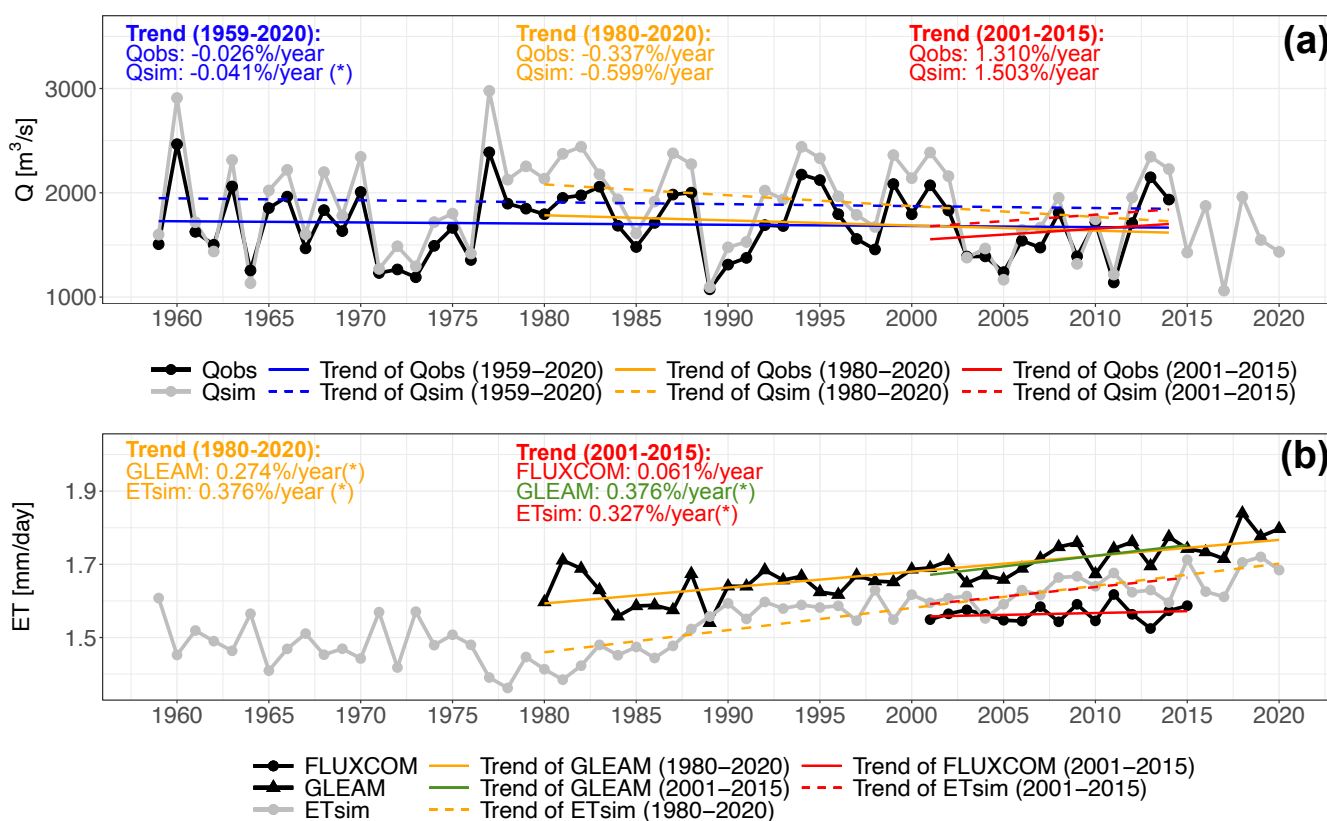 Trend (1959-2020):
Qobs: -0.026%/year
Qsim: -0.041%/year (*)
Trend (1980-2020):
Qobs: -0.337%/year
Qsim: -0.599%/year
Trend (2001-2015):
Qobs: 1.310%/year
Qsim: 1.503%/year
(a)
Q [m³/s]
3000
2000
1000
1960 1965 1970 1975 1980 1985 1990 1995 2000 2005 2010 2015 2020
Qobs Trend of Qobs (1959−2020) Trend of Qobs (1980−2020) Trend of Qobs (2001−2015)
Qsim Trend of Qsim (1959−2020) Trend of Qsim (1980−2020) Trend of Qsim (2001−2015)
Trend (1980-2020):
GLEAM: 0.274%/year(*)
ETsim: 0.376%/year (*)
Trend (2001-2015):
FLUXCOM: 0.061%/year
GLEAM: 0.376%/year(*)
ETsim: 0.327%/year(*)
(b)
ET [mm/day]
1.9
1.7
1.5
1960 1965 1970 1975 1980 1985 1990 1995 2000 2005 2010 2015 2020
FLUXCOM Trend of GLEAM (1980−2020) Trend of FLUXCOM (2001−2015)
GLEAM Trend of GLEAM (2001−2015) Trend of ETsim (2001−2015)
ETsim Trend of ETsim (1980−2020)